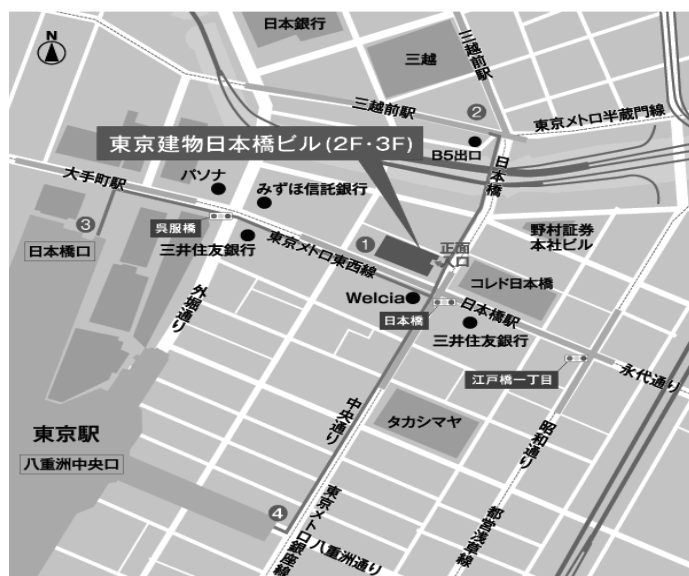 N
日本銀行
三越
三越前駅
三越前駅
❷
東京メトロ半蔵門線
東京建物日本橋ビル(2F・3F)
B5出口
日本橋
大手町駅
パソナ
みずほ信託銀行
❸
呉服橋
日本橋口
三井住友銀行
東京メトロ東西線
❶
正面
入口
野村証券
本社ビル
コレド日本橋
外堀通り
Welcia
日本橋
日本橋駅
三井住友銀行
江戸橋一丁目
永代通り
中央通り
タカシマヤ
昭和通り
東京駅
八重洲中央口
❹
東京メトロ銀座線
八重洲通り
都営浅草線